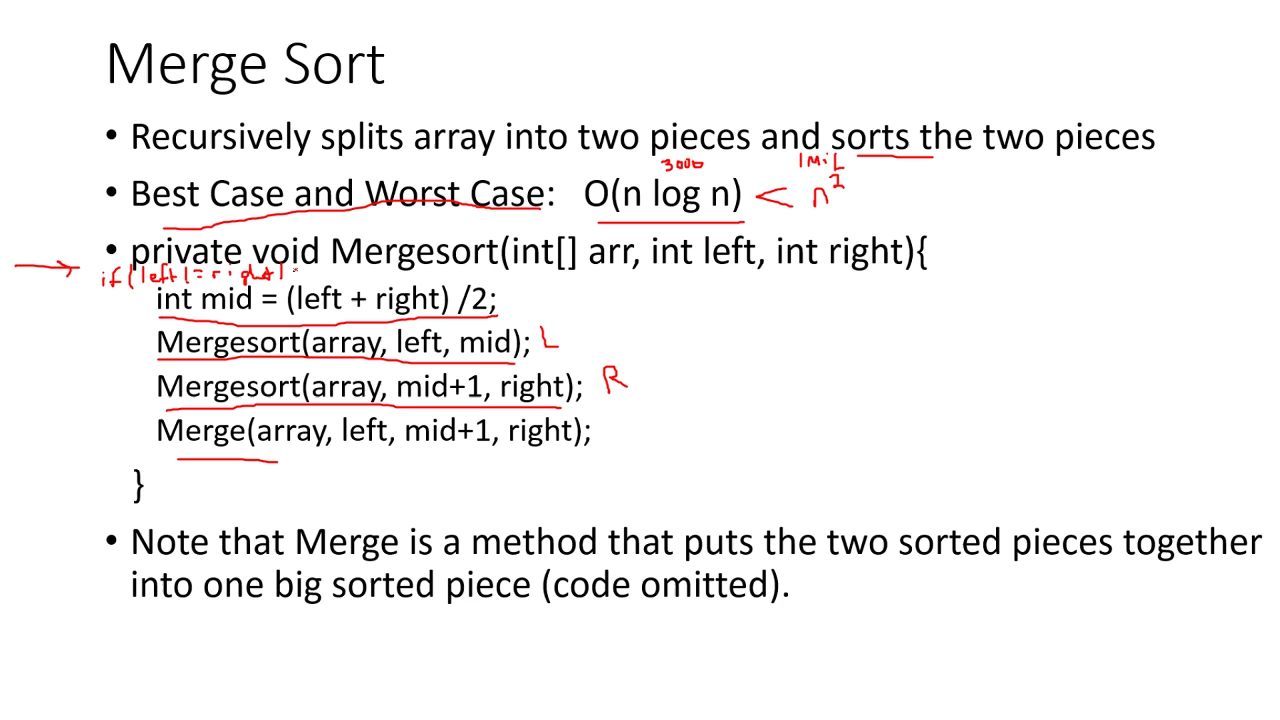 Merge Sort
• Recursively splits array into two pieces and sorts the two pieces
3000 1MiL
• Best Case and Worst Case: O(n log n) < n²
• private void Mergesort(int[] arr, int left, int right){
if(left!=right)
int mid = (left + right) /2;
Mergesort(array, left, mid); L
Mergesort(array, mid+1, right); R
Merge(array, left, mid+1, right);
}
• Note that Merge is a method that puts the two sorted pieces together
into one big sorted piece (code omitted).